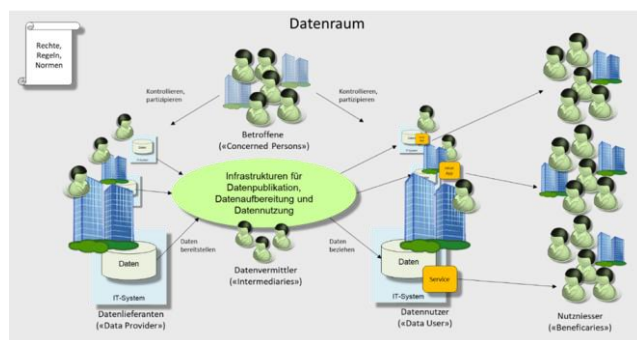 Datenraum
Rechte,
Regeln,
Normen
Kontrollieren,
partizipieren
Kontrollieren,
partizipieren
Betroffene
(«Concerned Persons»)
Infrastrukturen für
Datenpublikation,
Datenaufbereitung und
Datennutzung
Daten
bereitstellen
Daten
beziehen
Datenvermittler
(«Intermediaries»)
Daten
IT-System
Datenlieferanten
(«Data Provider»)
Daten
Service
IT-System
Datennutzer
(«Data User»)
Nutzniesser
(«Beneficaries»)